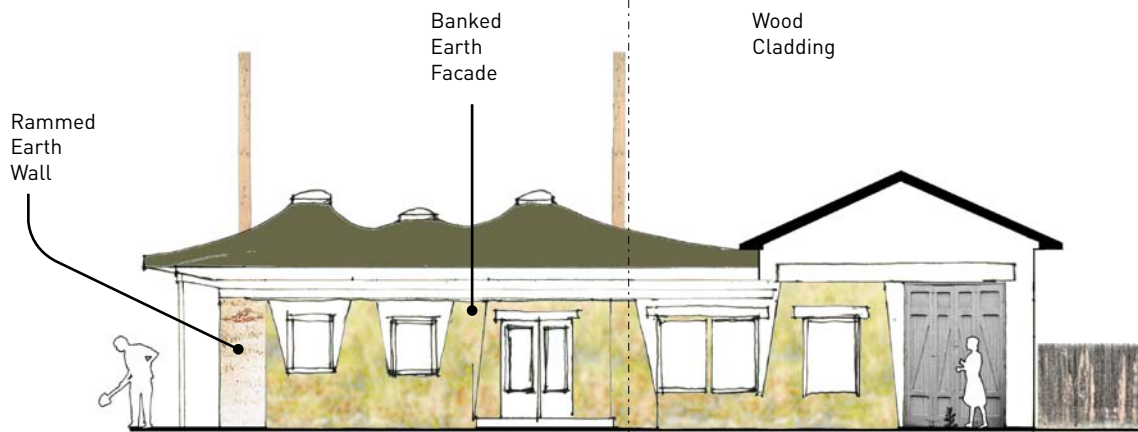 Rammed
Earth
Wall
Banked
Earth
Facade
Wood
Cladding